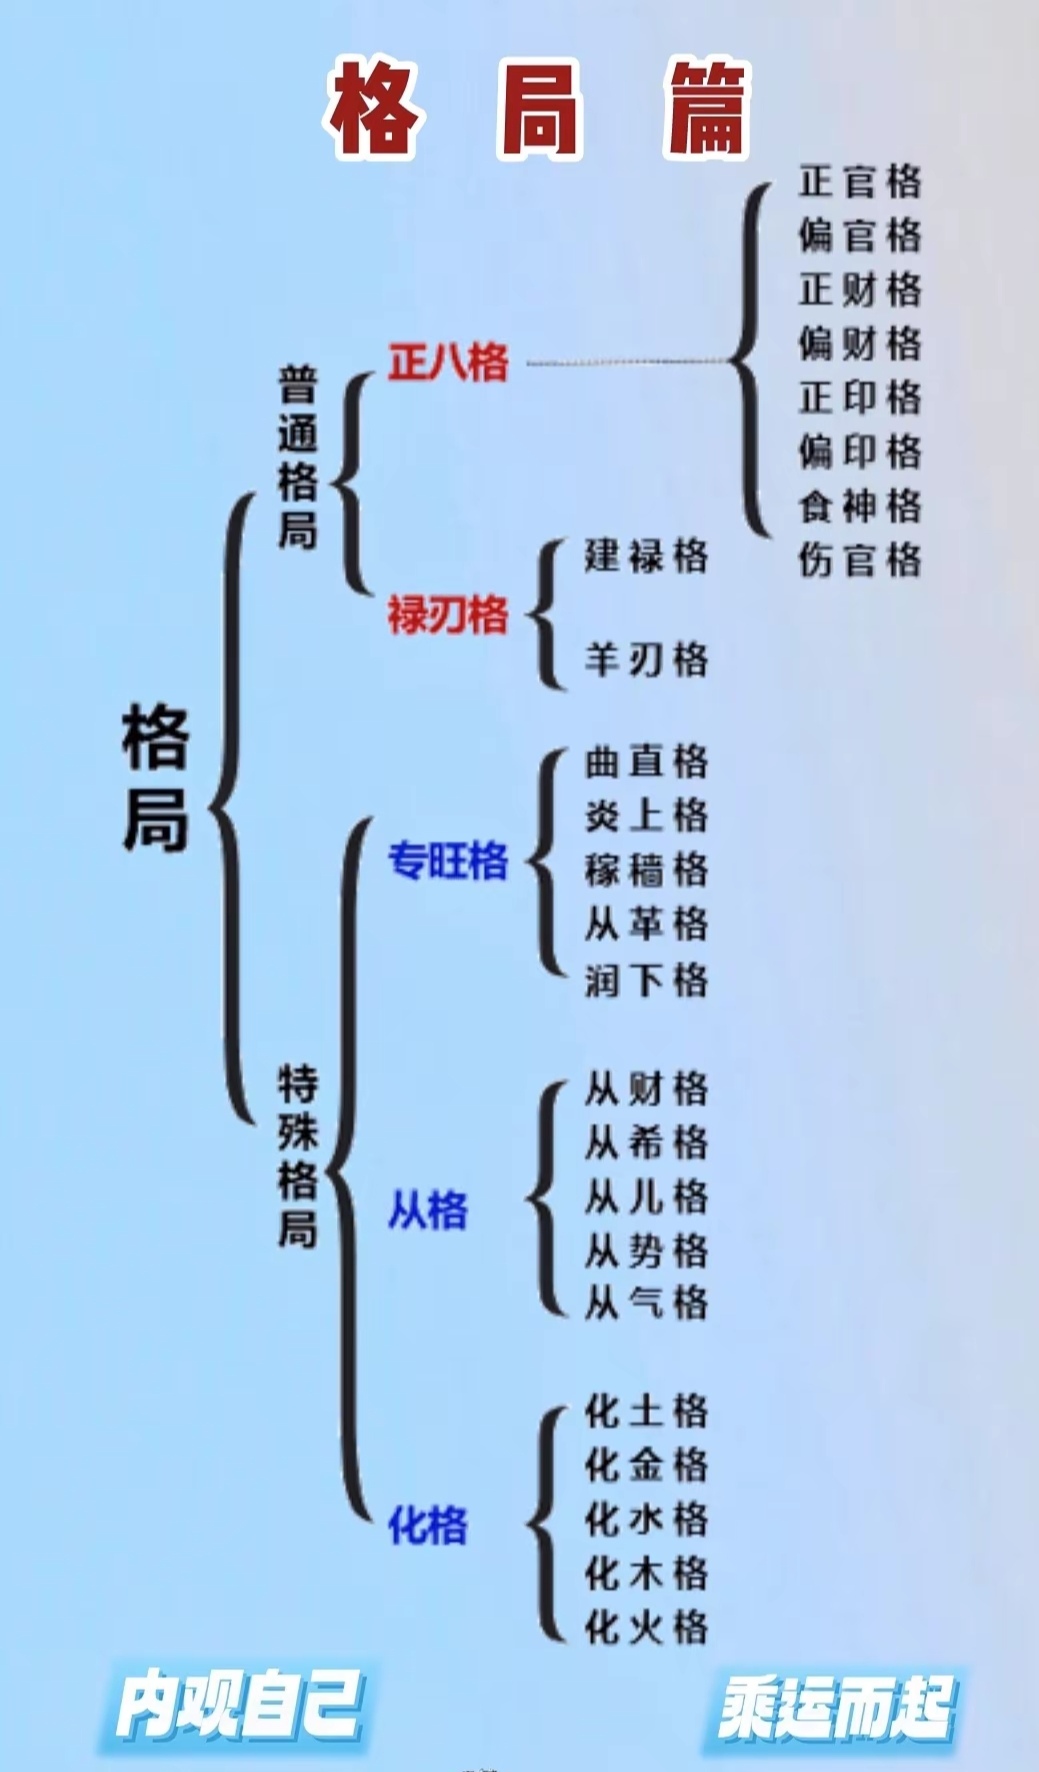 格局篇
格局
普通格局
正八格
正官格
偏官格
正财格
偏财格
正印格
偏印格
食神格
伤官格
禄刃格
建禄格
羊刃格
特殊格局
专旺格
曲直格
炎上格
稼穑格
从革格
润下格
从格
从财格
从希格
从儿格
从势格
从气格
化格
化土格
化金格
化水格
化木格
化火格
内观自己
乘运而起